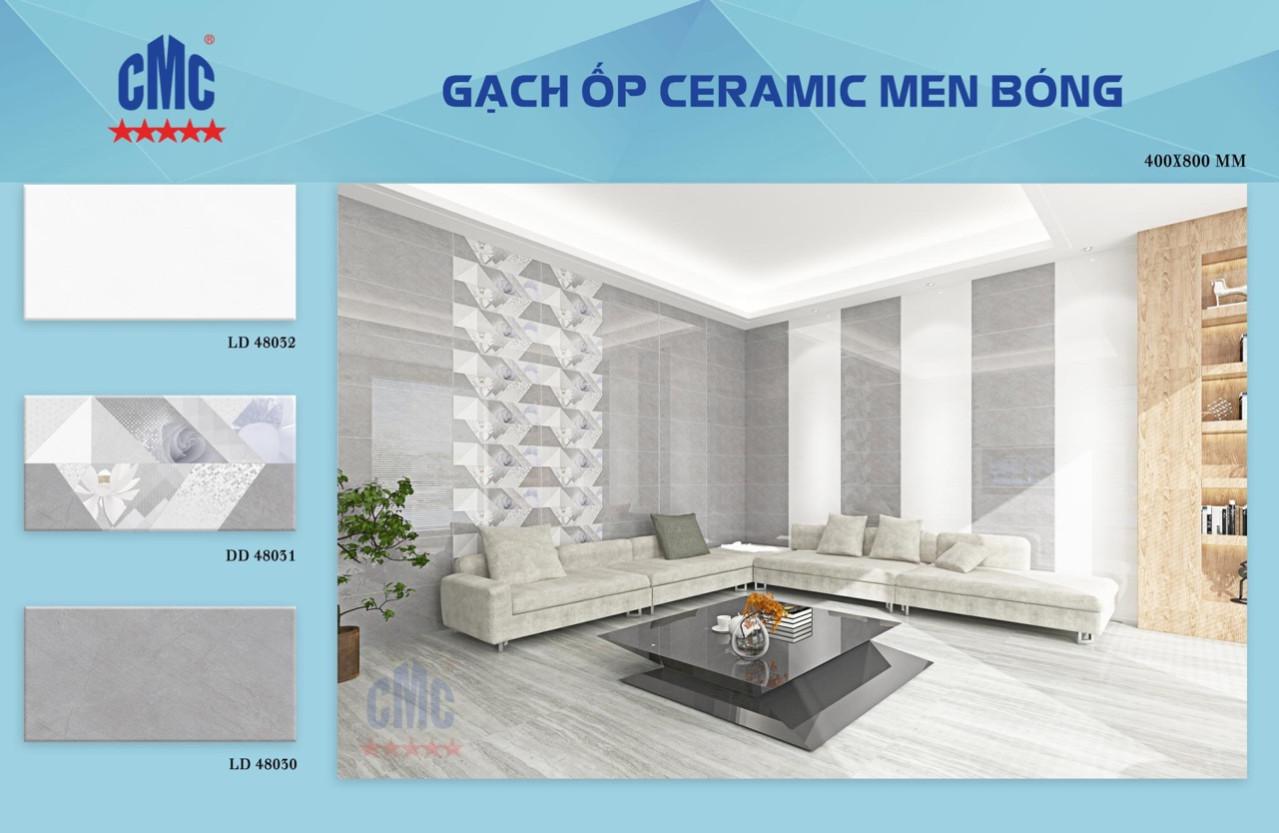 CMC®
GẠCH ỐP CERAMIC MEN BÓNG
400X800 MM
LD 48032
DD 48031
LD 48030
CMC